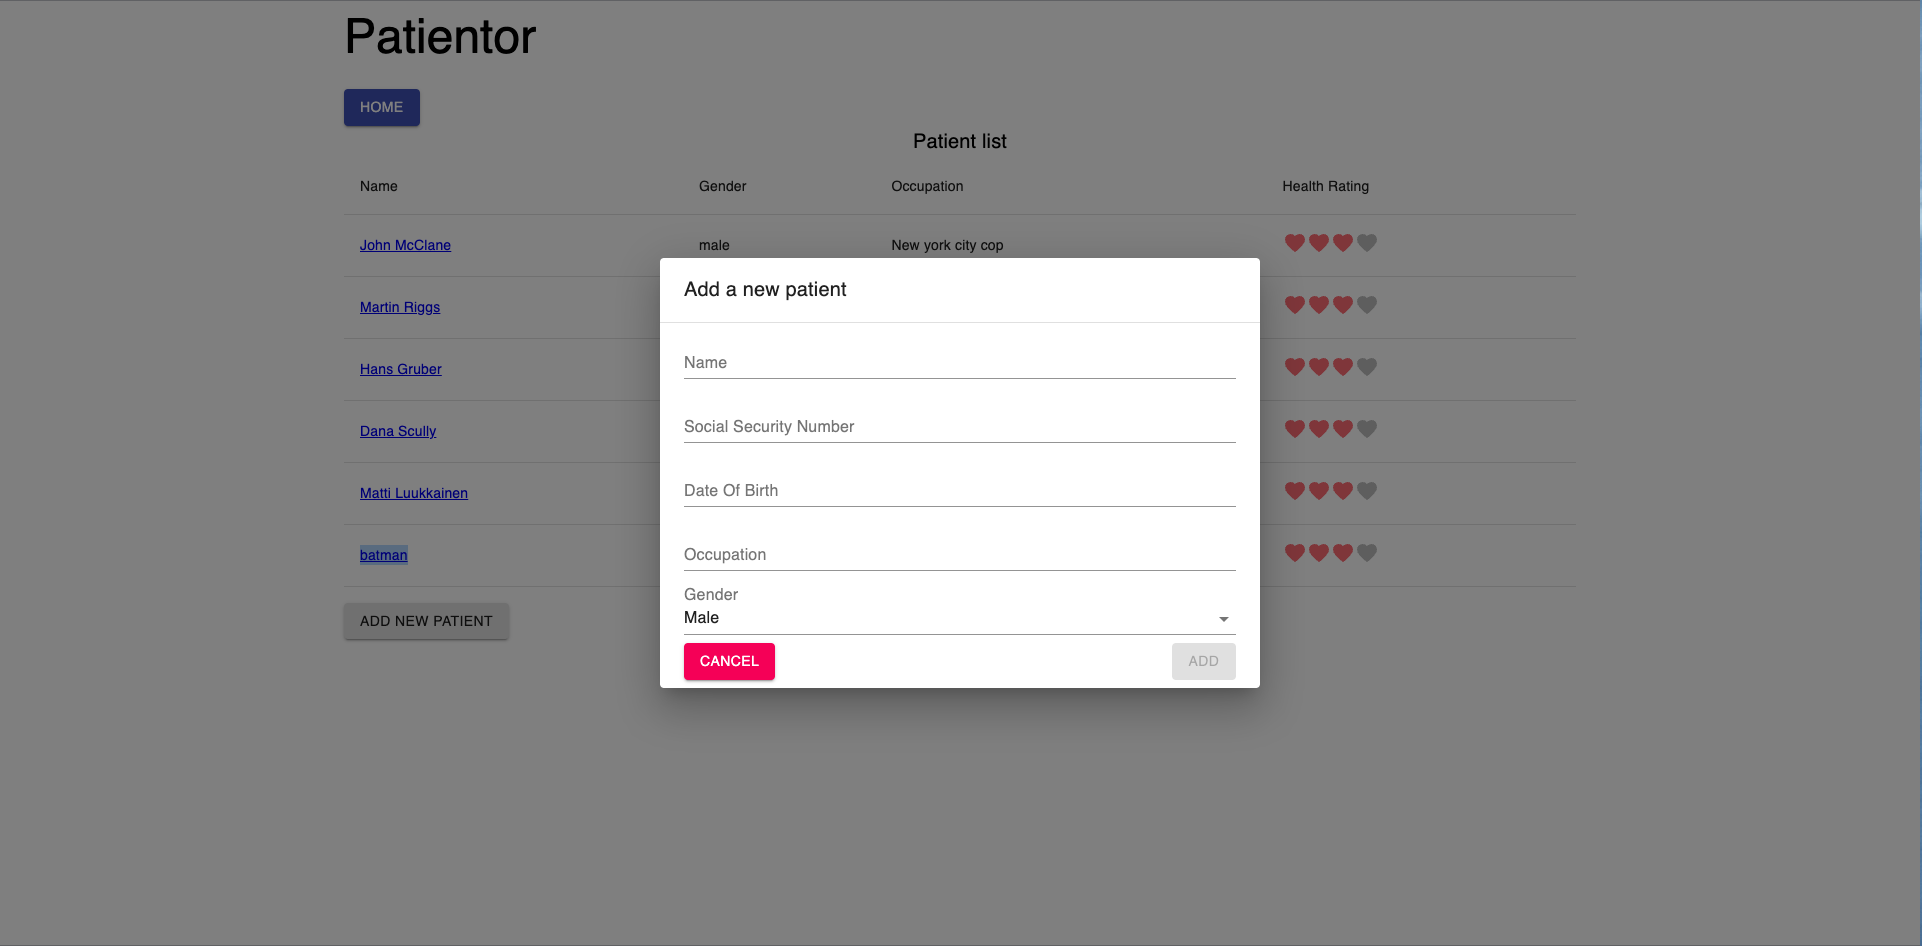 Patientor
HOME
Patient list
Name Gender Occupation Health Rating
John McClane male New york city cop
Martin Riggs
Hans Gruber
Dana Scully
Matti Luukkainen
batman
ADD NEW PATIENT
Add a new patient
Name
Social Security Number
Date Of Birth
Occupation
Gender
Male
CANCEL ADD